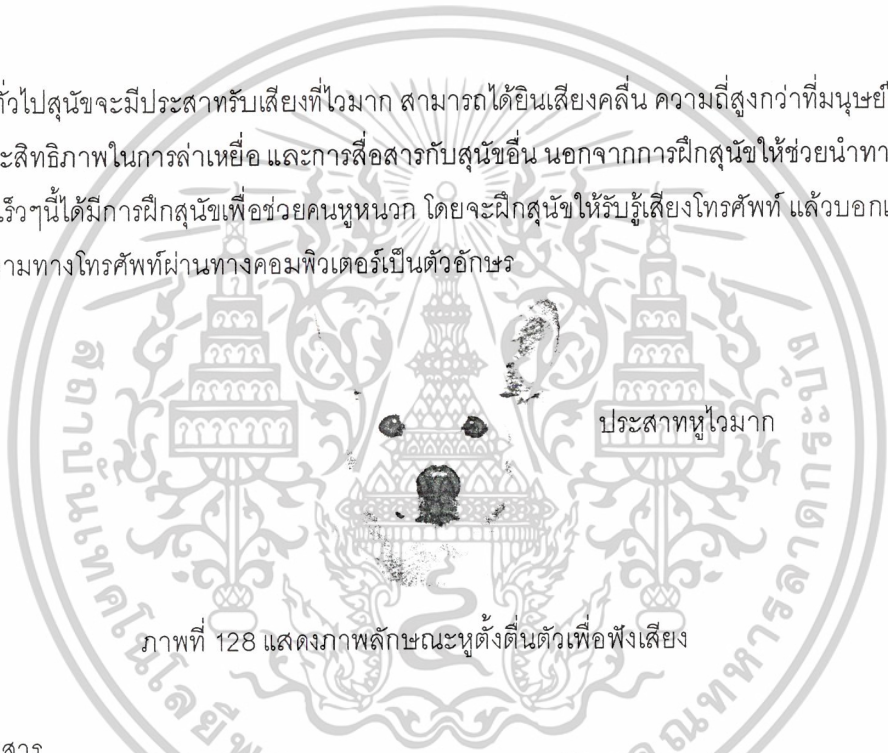 ทั่วไปสุนัขจะมีประสาทรับเสียงที่ไวมาก สามารถได้ยินเสียงคลื่น ความถี่สูงกว่าที่มนุษย์
ะสิทธิภาพในการล่าเหยื่อ และการสื่อสารกับสุนัขอื่น นอกจากการฝึกสุนัขให้ช่วยนำทา
เร็วๆนี้ได้มีการฝึกสุนัขเพื่อช่วยคนหูหนวก โดยจะฝึกสุนัขให้รับรู้เสียงโทรศัพท์ แล้วบอกเ
ามทางโทรศัพท์ผ่านทางคอมพิวเตอร์เป็นตัวอักษร
ประสาทหูไวมาก
ภาพที่ 128 แสดงภาพลักษณะหูตั้งตื่นตัวเพื่อฟังเสียง
สาร